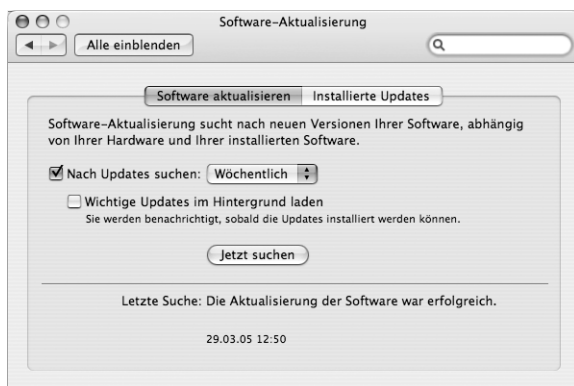 Software-Aktualisierung
Alle einblenden
Software aktualisieren Installierte Updates
Software-Aktualisierung sucht nach neuen Versionen Ihrer Software, abhängig
von Ihrer Hardware und Ihrer installierten Software.
Nach Updates suchen: Wöchentlich
Wichtige Updates im Hintergrund laden
Sie werden benachrichtigt, sobald die Updates installiert werden können.
Jetzt suchen
Letzte Suche: Die Aktualisierung der Software war erfolgreich.
29.03.05 12:50